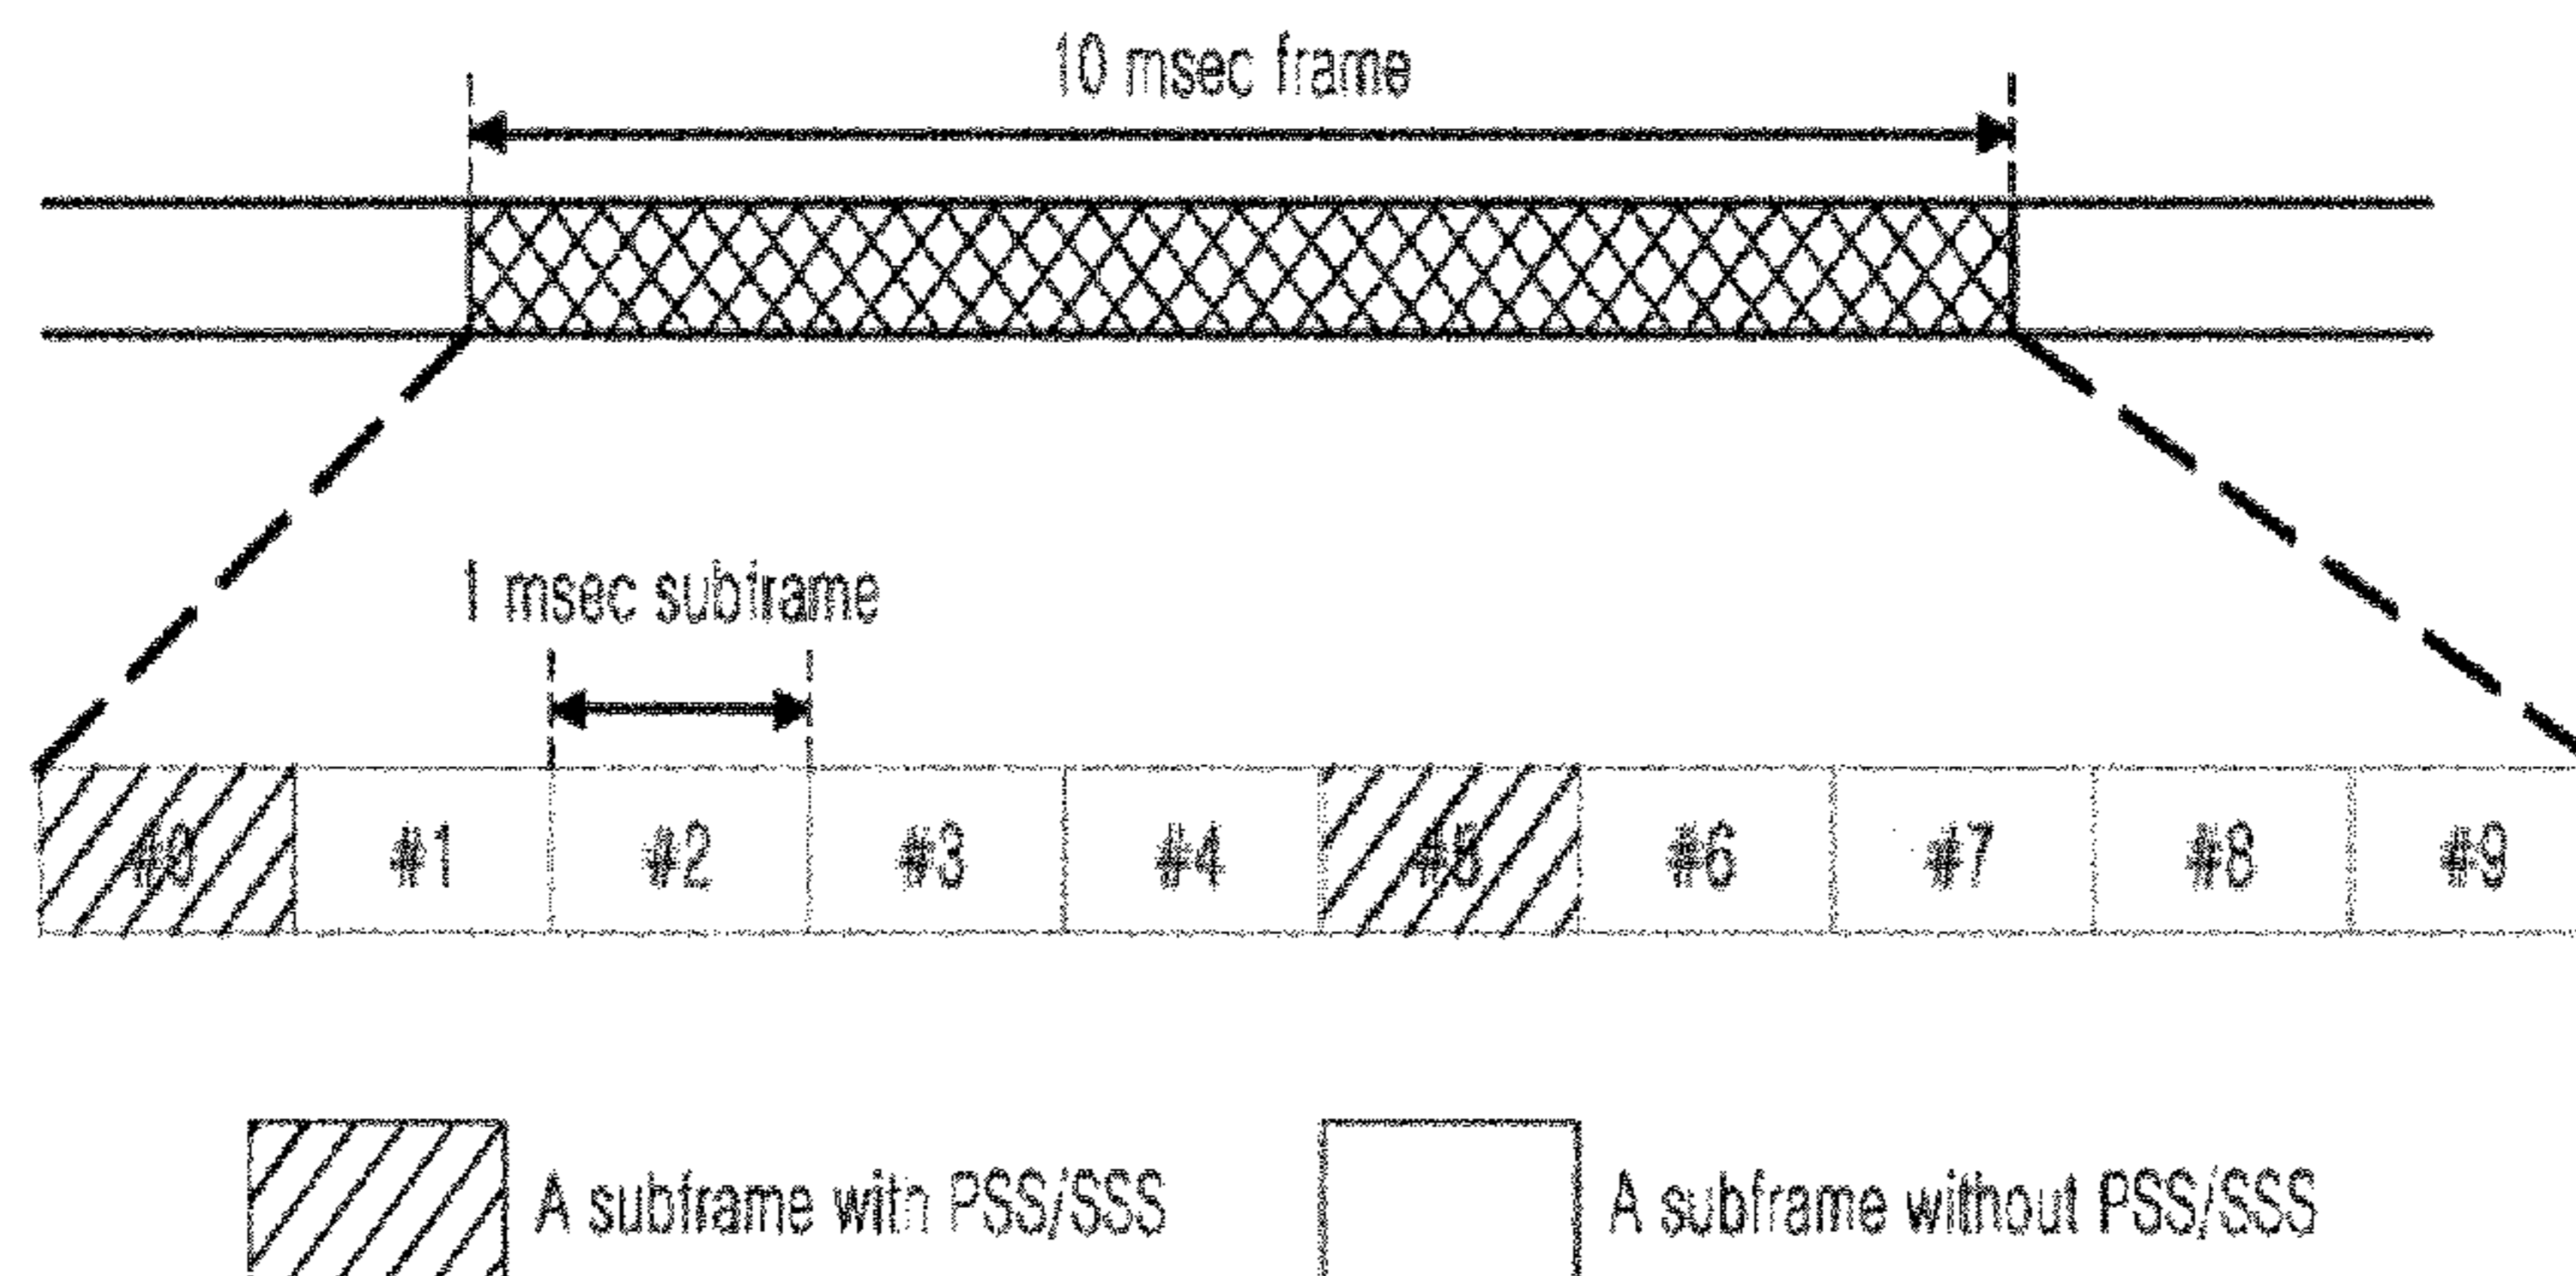 10 msec frame
1 msec subframe
#0 #1 #2 #3 #4 #5 #6 #7 #8 #9
A subframe with PSS/SSS
A subframe without PSS/SSS